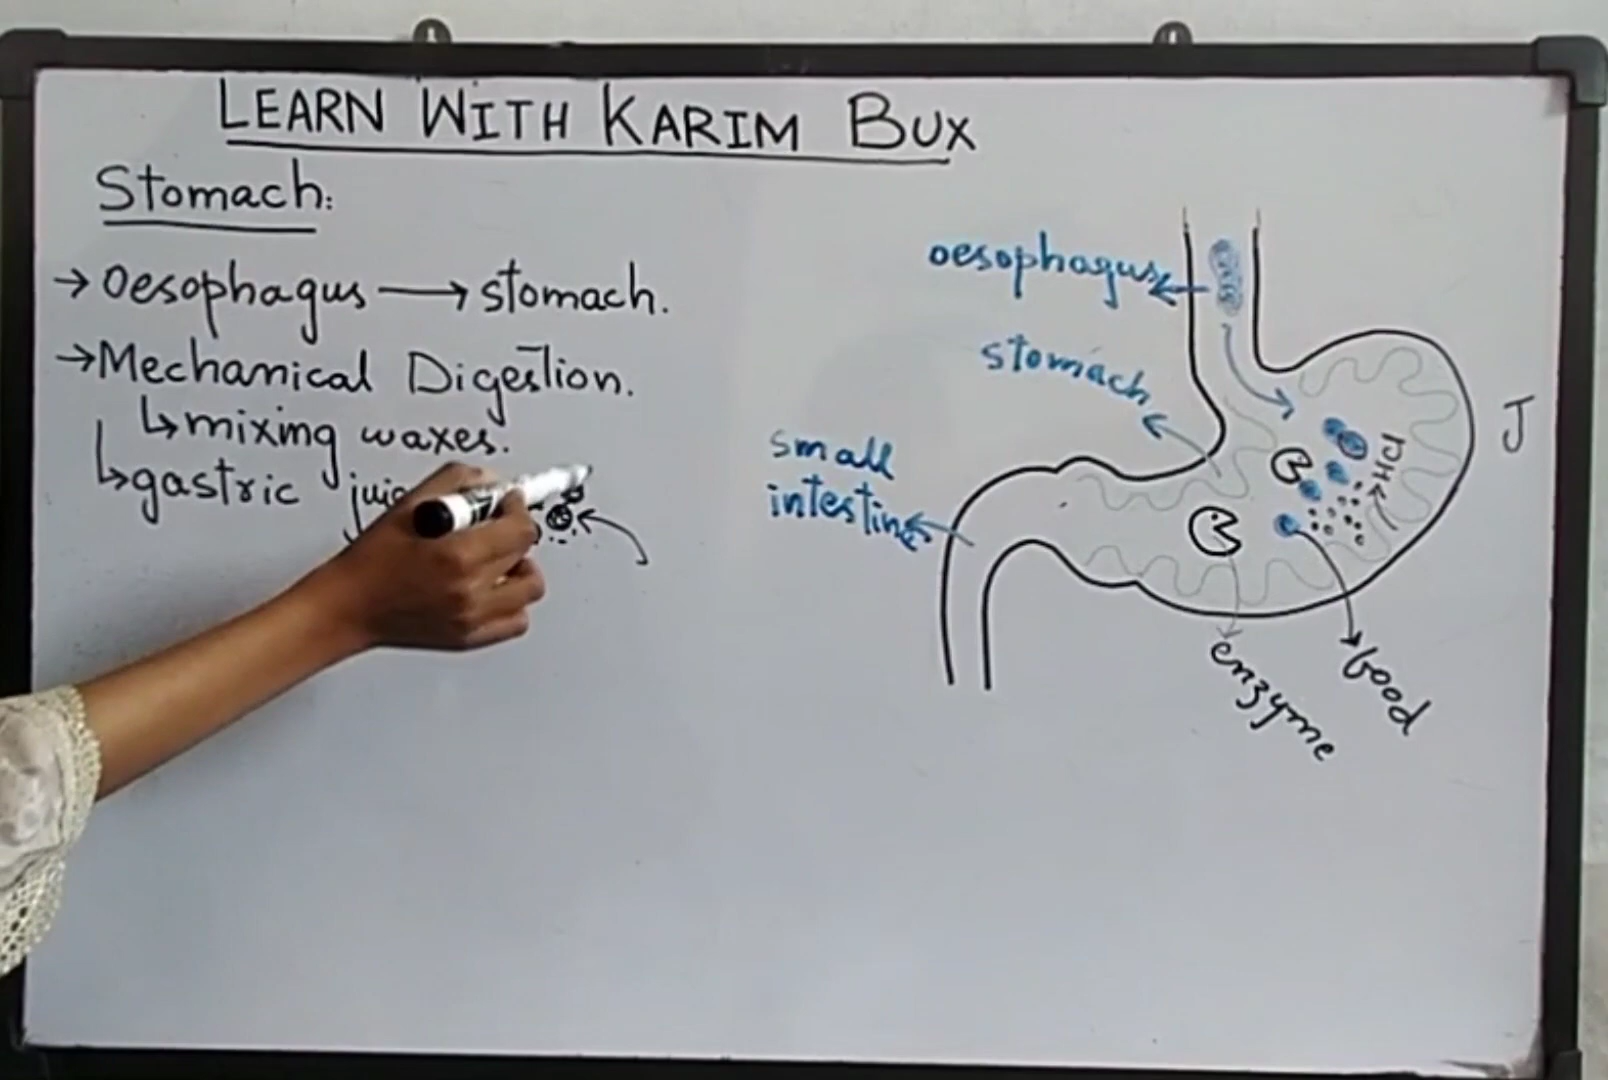 LEARN WITH KARIM BUX
Stomach:
→ Oesophagus → stomach.
→ Mechanical Digestion.
↳ mixing waxes.
↳ gastric
oesophagus
stomach
small
intestine
HCl
J
enzyme
food